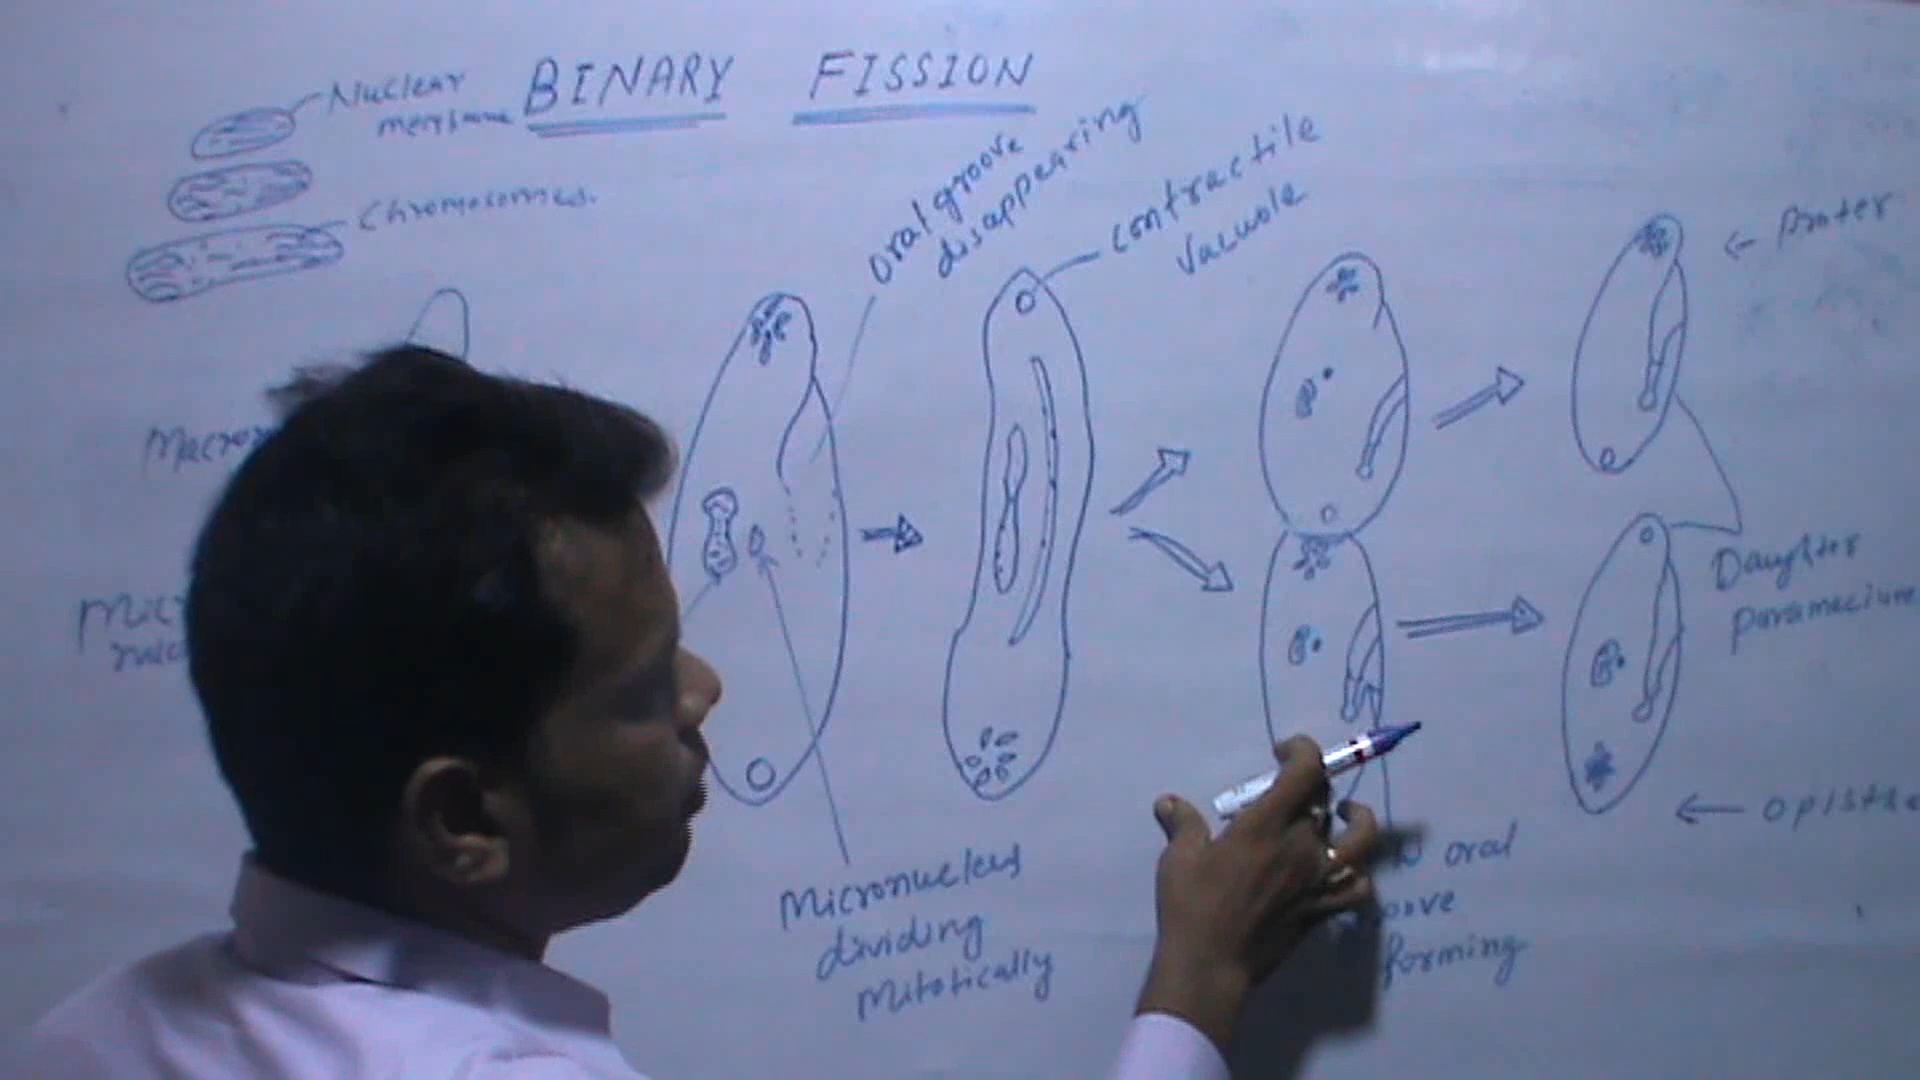 BINARY FISSION
Nuclear
membrane
Chromosomes.
oral groove
disappearing
contractile
vacuole
← Proter
Daughter
paramecium
Micronucleus
dividing
Mitotically
oral
forming